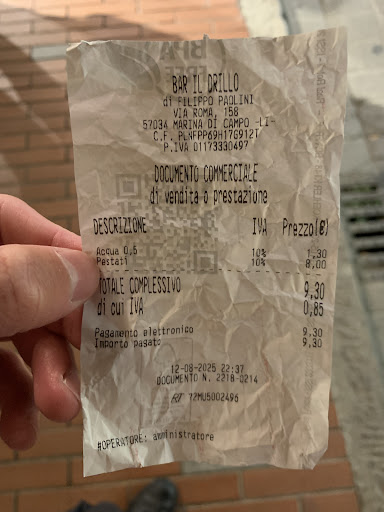 BAR IL DRILLO
di FILIPPO PAOLINI
VIA ROMA, 158
57034 MARINA DI CAMPO -LI-
C.F. PLNFPP69H17G912T
P.IVA 01173330497
DOCUMENTO COMMERCIALE
di vendita o prestazione
DESCRIZIONE IVA Prezzo(€)
Acqua 0,5 10% 1,30
Pestati 10% 8,00
TOTALE COMPLESSIVO 9,30
di cui IVA 0,85
Pagamento elettronico 9,30
Importo pagato 9,30
12-08-2025 22:37
DOCUMENTO N. 2218-0214
RT 72MU5002496
#OPERATORE: amministratore